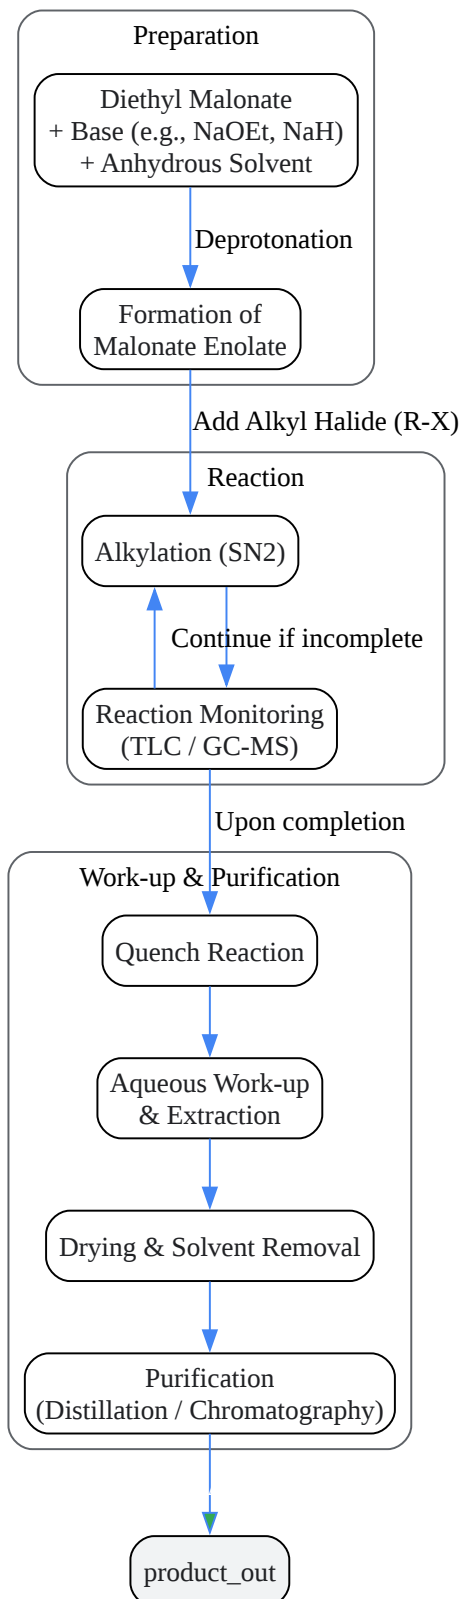 Preparation
Diethyl Malonate
+ Base (e.g., NaOEt, NaH)
+ Anhydrous Solvent
Deprotonation
Formation of
Malonate Enolate
Add Alkyl Halide (R-X)
Reaction
Alkylation (SN2)
Continue if incomplete
Reaction Monitoring
(TLC / GC-MS)
Upon completion
Work-up & Purification
Quench Reaction
Aqueous Work-up
& Extraction
Drying & Solvent Removal
Purification
(Distillation / Chromatography)
product_out